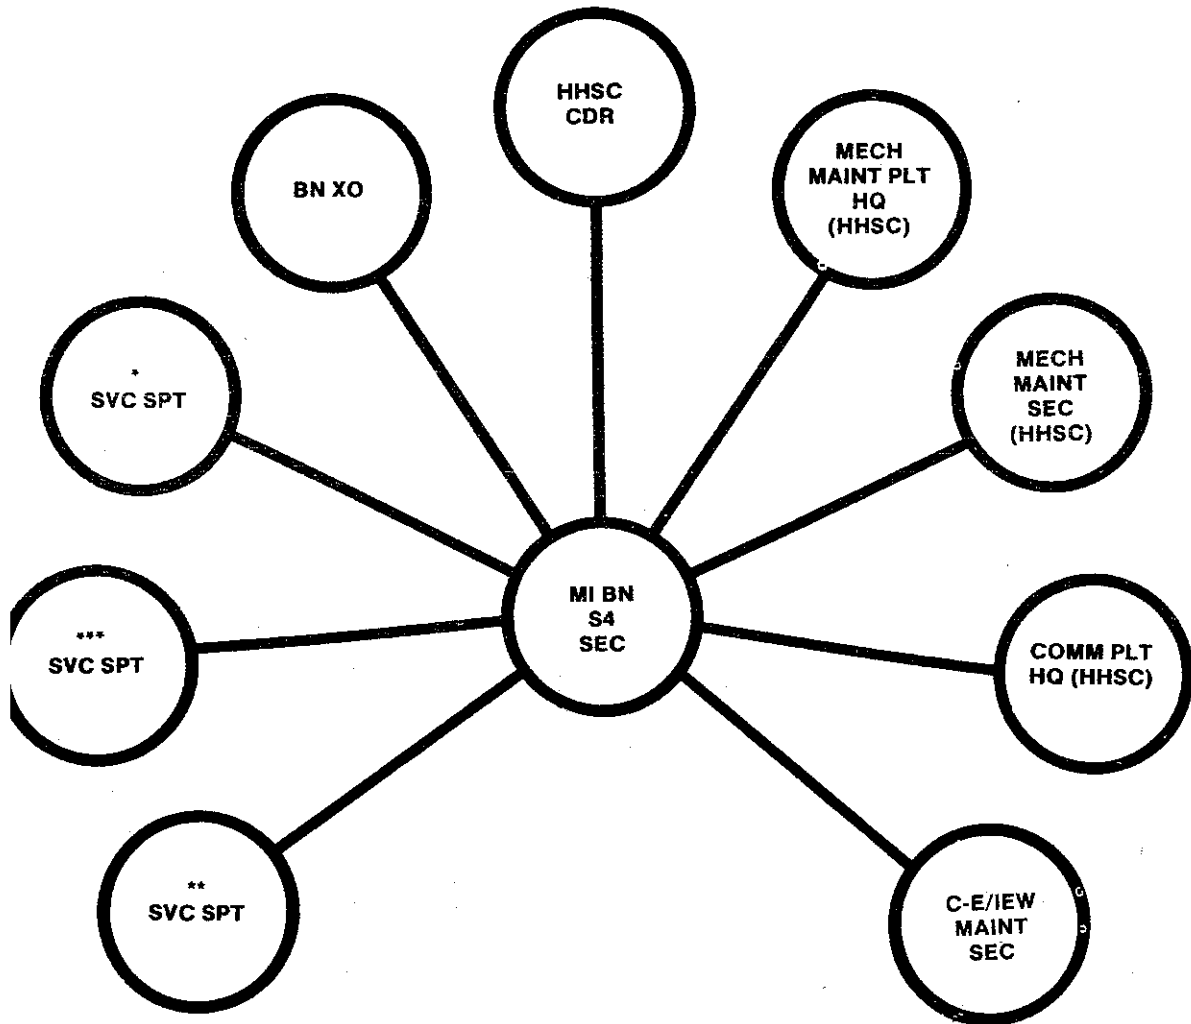 HHSC
CDR
BN XO
MECH
MAINT PLT
HQ
(HHSC)
*
SVC SPT
MECH
MAINT
SEC
(HHSC)
MI BN
S4
SEC
***
SVC SPT
COMM PLT
HQ (HHSC)
**
SVC SPT
C-E/IEW
MAINT
SEC